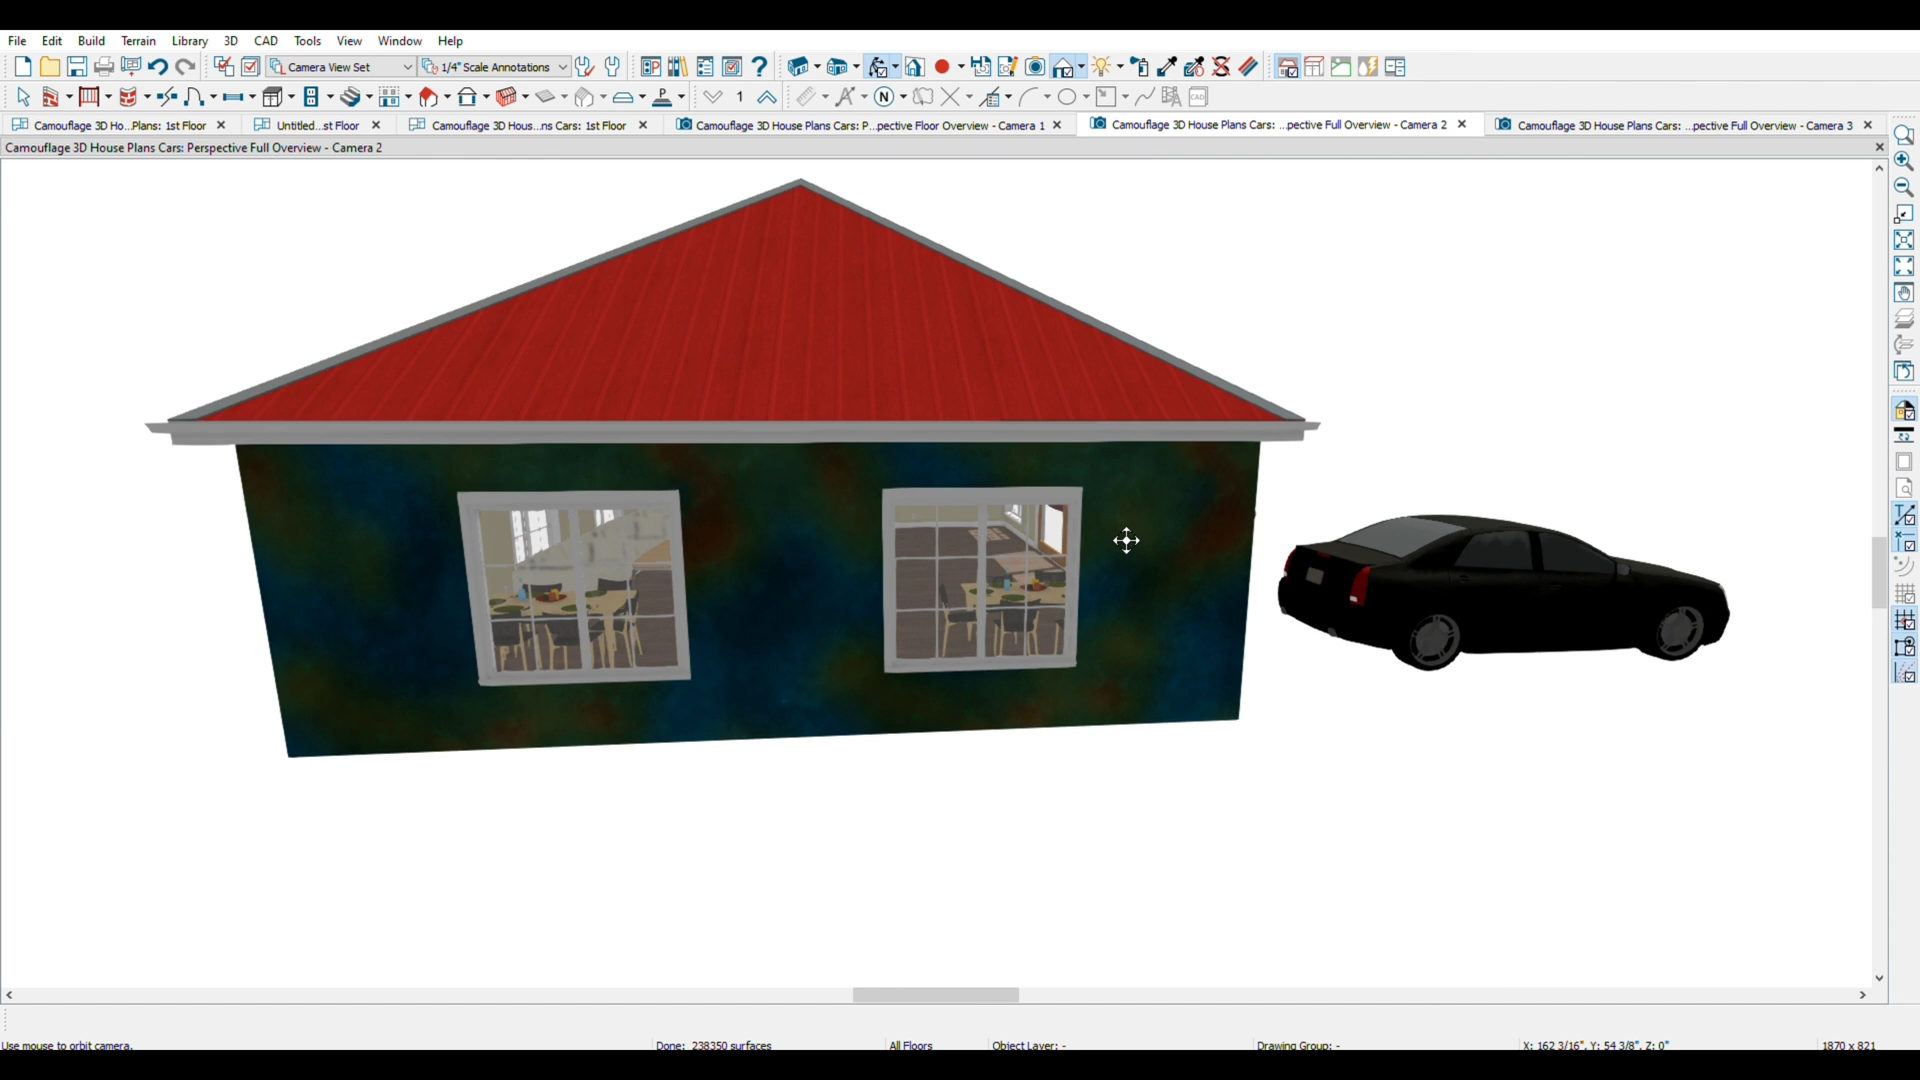 File Edit Build Terrain Library 3D CAD Tools View Window Help
Camera View Set 1/4" Scale Annotations
1 N P CAD
Camouflage 3D Ho...Plans: 1st Floor Untitled...st Floor Camouflage 3D Hous...ns Cars: 1st Floor Camouflage 3D House Plans Cars: P...pective Floor Overview - Camera 1 Camouflage 3D House Plans Cars: ...pective Full Overview - Camera 2 Camouflage 3D House Plans Cars: ...pective Full Overview - Camera 3
Camouflage 3D House Plans Cars: Perspective Full Overview - Camera 2
Use mouse to orbit camera. Done: 238350 surfaces All Floors Object Layer: - Drawing Group: - X: 162 3/16", Y: 54 3/8", Z: 0" 1870 x 821